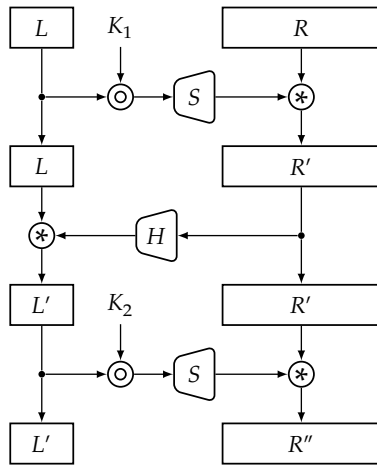 L K₁ R
S
L R′
H
L′ K₂ R′
S
L′ R″